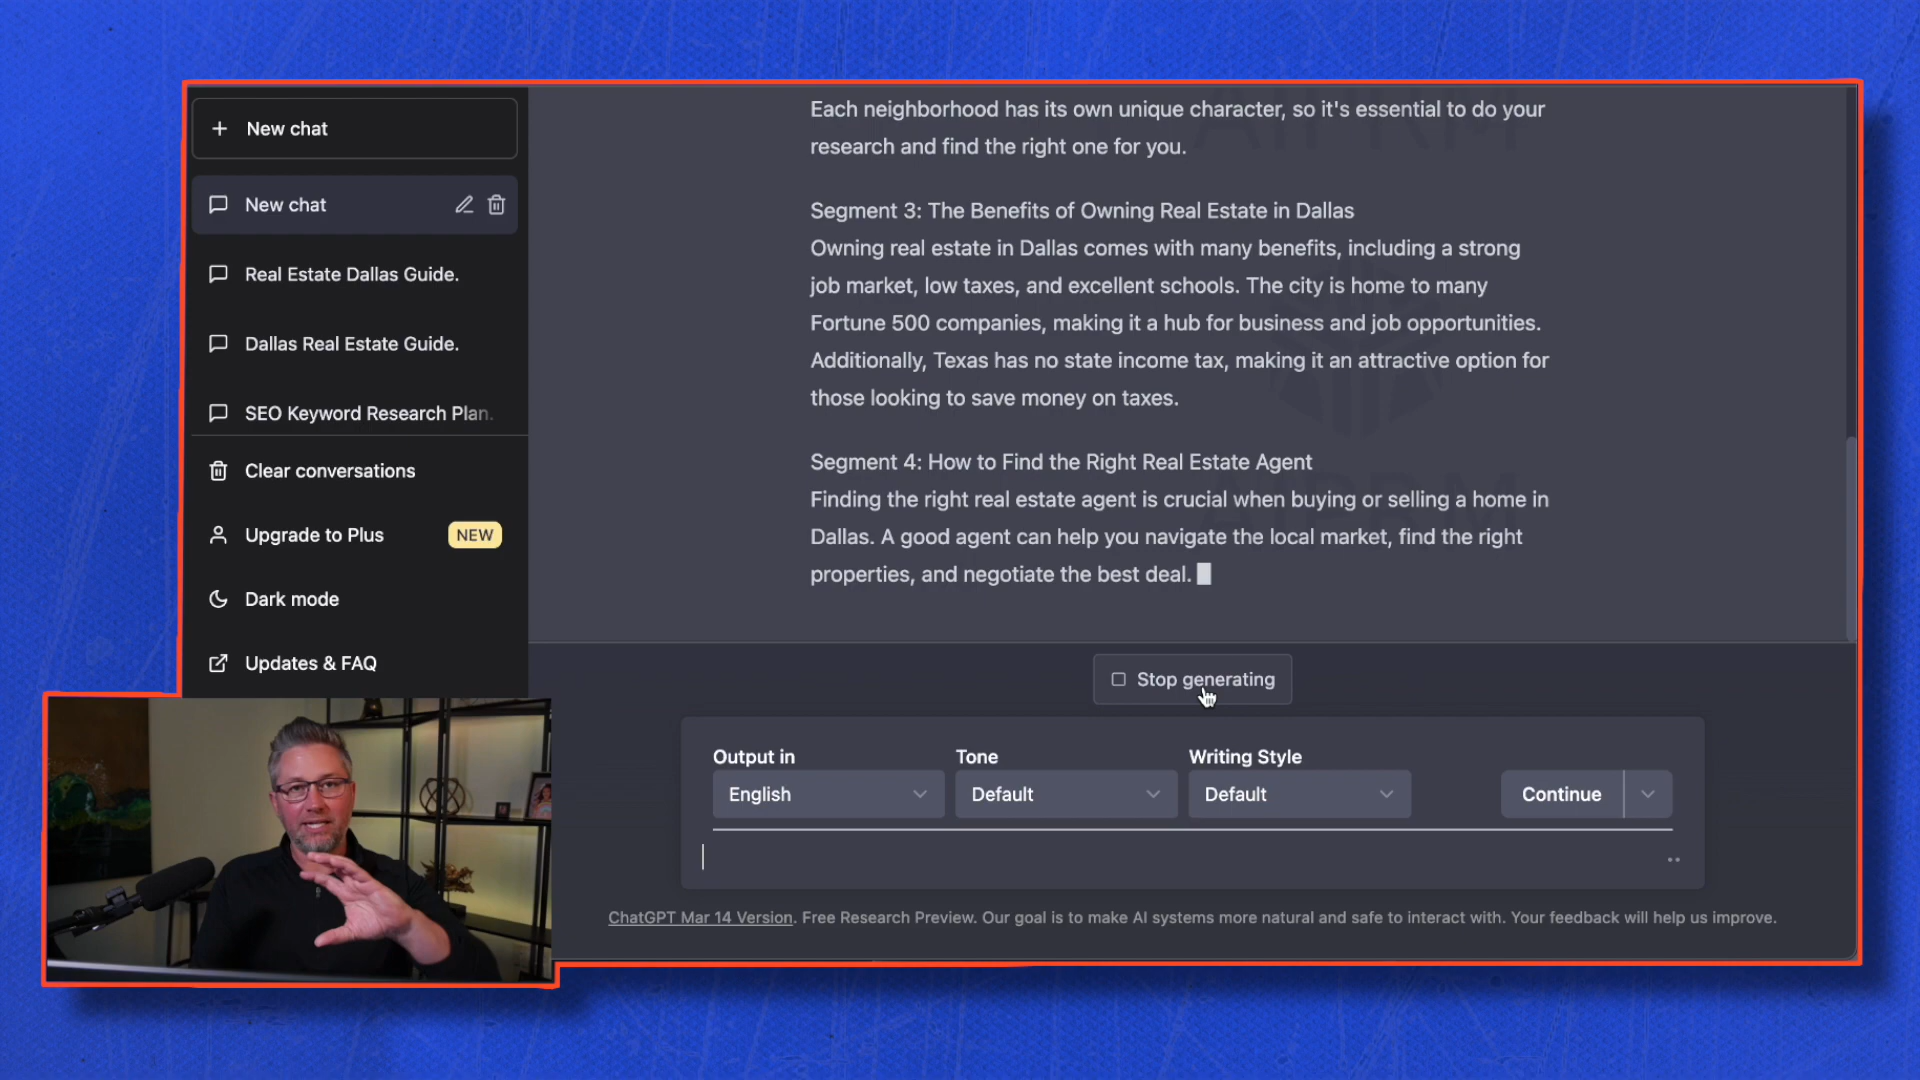 New chat
New chat
Real Estate Dallas Guide.
Dallas Real Estate Guide.
SEO Keyword Research Plan.
Clear conversations
Upgrade to Plus NEW
Dark mode
Updates & FAQ
Each neighborhood has its own unique character, so it's essential to do your
research and find the right one for you.
Segment 3: The Benefits of Owning Real Estate in Dallas
Owning real estate in Dallas comes with many benefits, including a strong
job market, low taxes, and excellent schools. The city is home to many
Fortune 500 companies, making it a hub for business and job opportunities.
Additionally, Texas has no state income tax, making it an attractive option for
those looking to save money on taxes.
Segment 4: How to Find the Right Real Estate Agent
Finding the right real estate agent is crucial when buying or selling a home in
Dallas. A good agent can help you navigate the local market, find the right
properties, and negotiate the best deal.
AIPRM
AIPRM
Stop generating
Output in Tone Writing Style
English Default Default Continue
ChatGPT Mar 14 Version. Free Research Preview. Our goal is to make AI systems more natural and safe to interact with. Your feedback will help us improve.